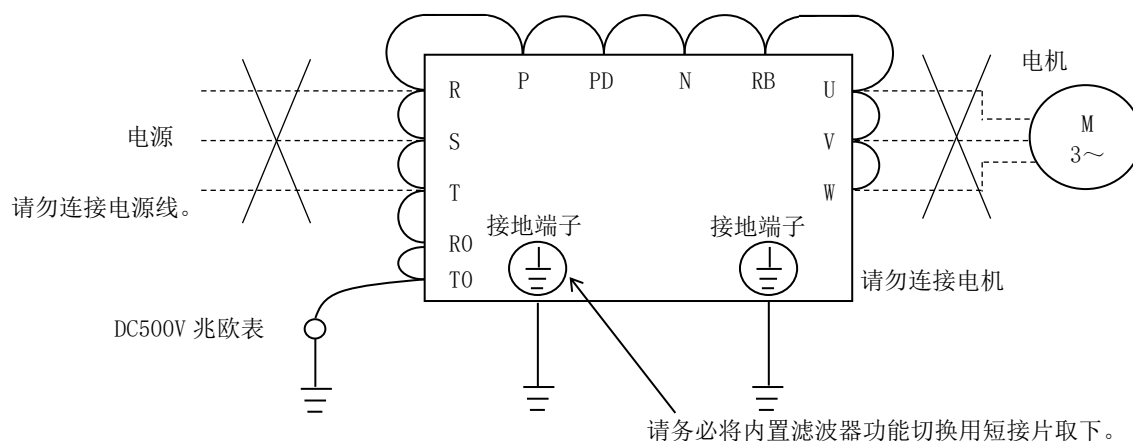 电机
R
P
PD
N
RB
U
M
3～
电源
S
V
T
W
请勿连接电源线。
接地端子
接地端子
R0
T0
请勿连接电机
DC500V 兆欧表
请务必将内置滤波器功能切换用短接片取下。